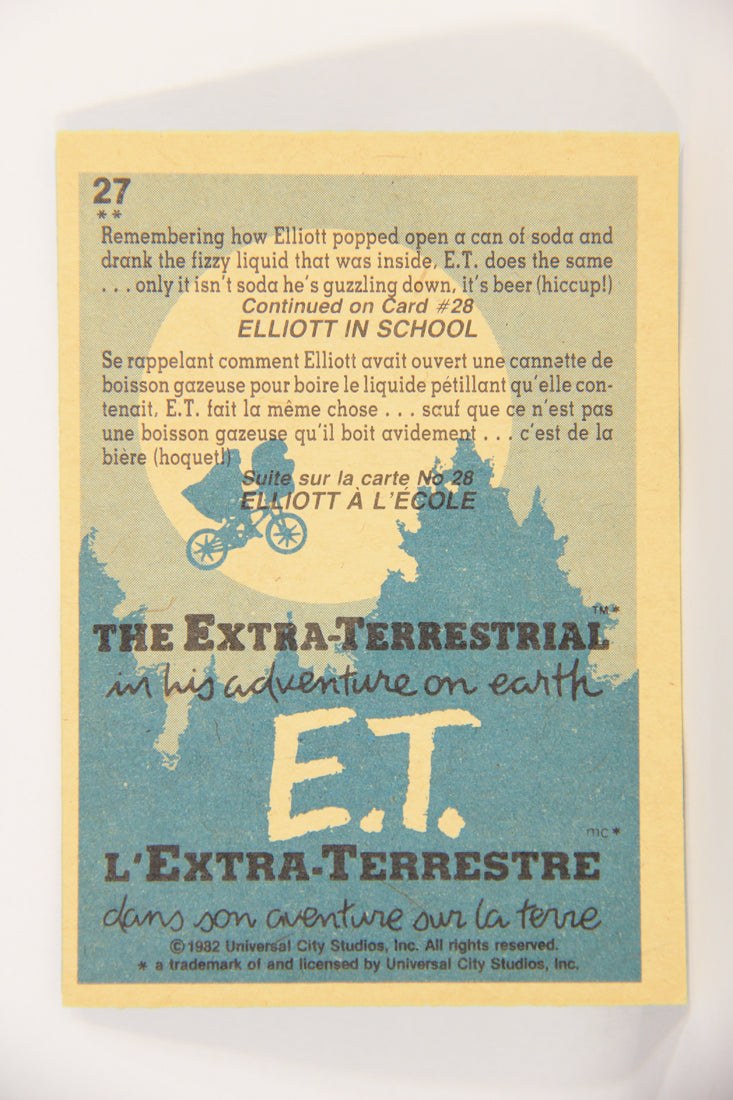 27
**
Remembering how Elliott popped open a can of soda and
drank the fizzy liquid that was inside, E.T. does the same
. . . only it isn't soda he's guzzling down, it's beer (hiccup!)
Continued on Card #28
ELLIOTT IN SCHOOL
Se rappelant comment Elliott avait ouvert une cannette de
boisson gazeuse pour boire le liquide pétillant qu'elle con-
tenait, E.T. fait la même chose . . . sauf que ce n'est pas
une boisson gazeuse qu'il boit avidement . . . c'est de la
bière (hoquet!)
Suite sur la carte No 28
ELLIOTT À L'ÉCOLE
THE EXTRA-TERRESTRIAL™*
in his adventure on earth
E.T.
mc*
L'EXTRA-TERRESTRE
dans son aventure sur la terre
©1982 Universal City Studios, Inc. All rights reserved.
* a trademark of and licensed by Universal City Studios, Inc.